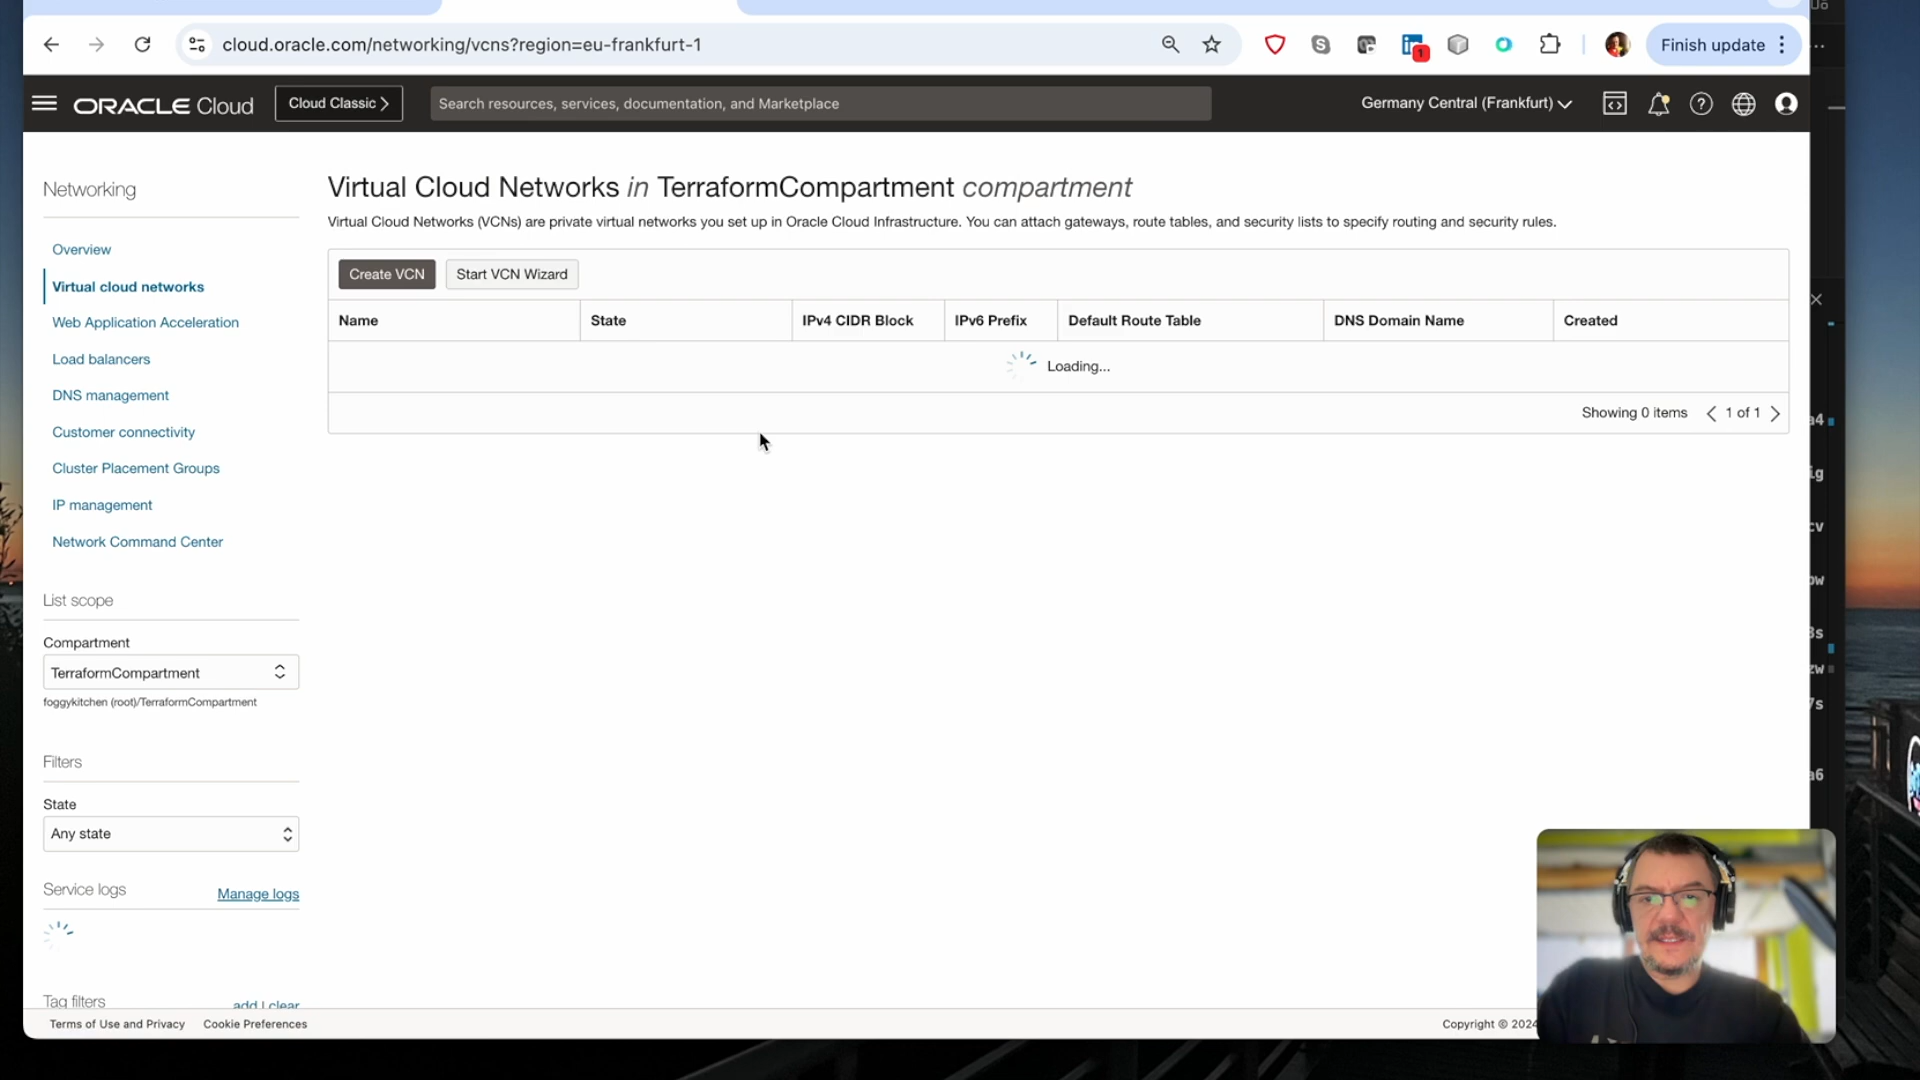 cloud.oracle.com/networking/vcns?region=eu-frankfurt-1
1
Finish update
ORACLE Cloud
Cloud Classic
Search resources, services, documentation, and Marketplace
Germany Central (Frankfurt)
Networking
Overview
Virtual cloud networks
Web Application Acceleration
Load balancers
DNS management
Customer connectivity
Cluster Placement Groups
IP management
Network Command Center
List scope
Compartment
TerraformCompartment
foggykitchen (root)/TerraformCompartment
Filters
State
Any state
Service logs
Manage logs
Tag filters
add | clear
Virtual Cloud Networks in TerraformCompartment compartment
Virtual Cloud Networks (VCNs) are private virtual networks you set up in Oracle Cloud Infrastructure. You can attach gateways, route tables, and security lists to specify routing and security rules.
Create VCN
Start VCN Wizard
Name State IPv4 CIDR Block IPv6 Prefix Default Route Table DNS Domain Name Created
Loading...
Showing 0 items
1 of 1
Terms of Use and Privacy
Cookie Preferences
Copyright © 2024